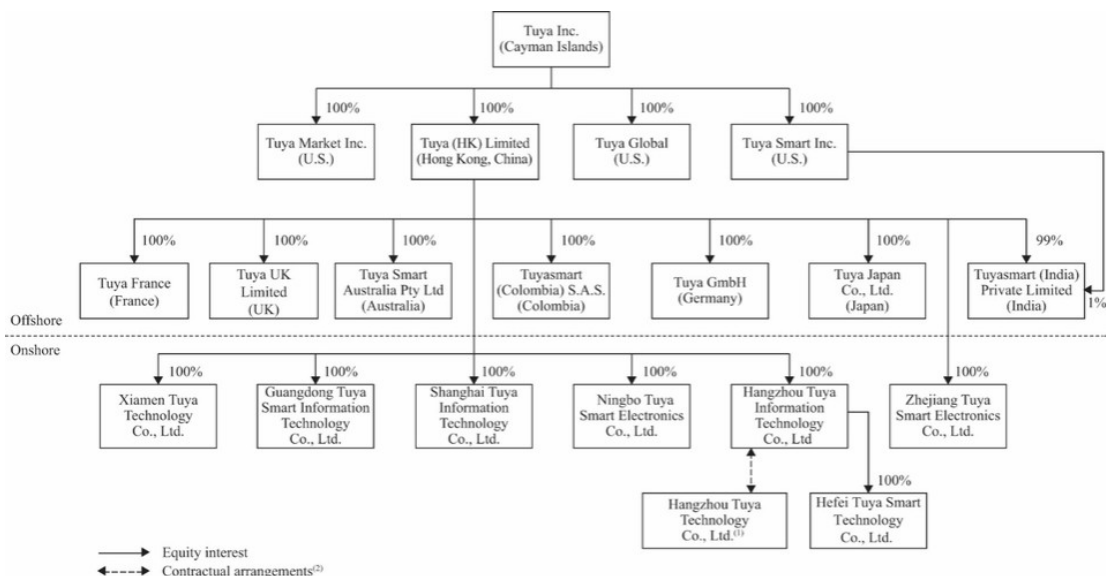 Tuya Inc.
(Cayman Islands)
100%
100%
100%
100%
Tuya Market Inc.
(U.S.)
Tuya (HK) Limited
(Hong Kong, China)
Tuya Global
(U.S.)
Tuya Smart Inc.
(U.S.)
100%
100%
100%
100%
100%
100%
99%
Tuya France
(France)
Tuya UK
Limited
(UK)
Tuya Smart
Australia Pty Ltd
(Australia)
Tuyasmart
(Colombia) S.A.S.
(Colombia)
Tuya GmbH
(Germany)
Tuya Japan
Co., Ltd.
(Japan)
Tuyasmart (India)
Private Limited
(India)
1%
Offshore
Onshore
100%
100%
100%
100%
100%
100%
Xiamen Tuya
Technology
Co., Ltd.
Guangdong Tuya
Smart Information
Technology
Co., Ltd.
Shanghai Tuya
Information
Technology
Co., Ltd.
Ningbo Tuya
Smart Electronics
Co., Ltd.
Hangzhou Tuya
Information
Technology
Co., Ltd
Zhejiang Tuya
Smart Electronics
Co., Ltd.
100%
Hangzhou Tuya
Technology
Co., Ltd.(1)
Hefei Tuya Smart
Technology
Co., Ltd.
Equity interest
Contractual arrangements(2)